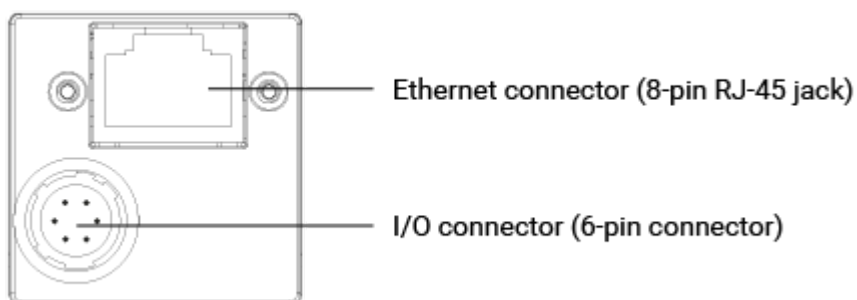 Ethernet connector (8-pin RJ-45 jack)
I/O connector (6-pin connector)